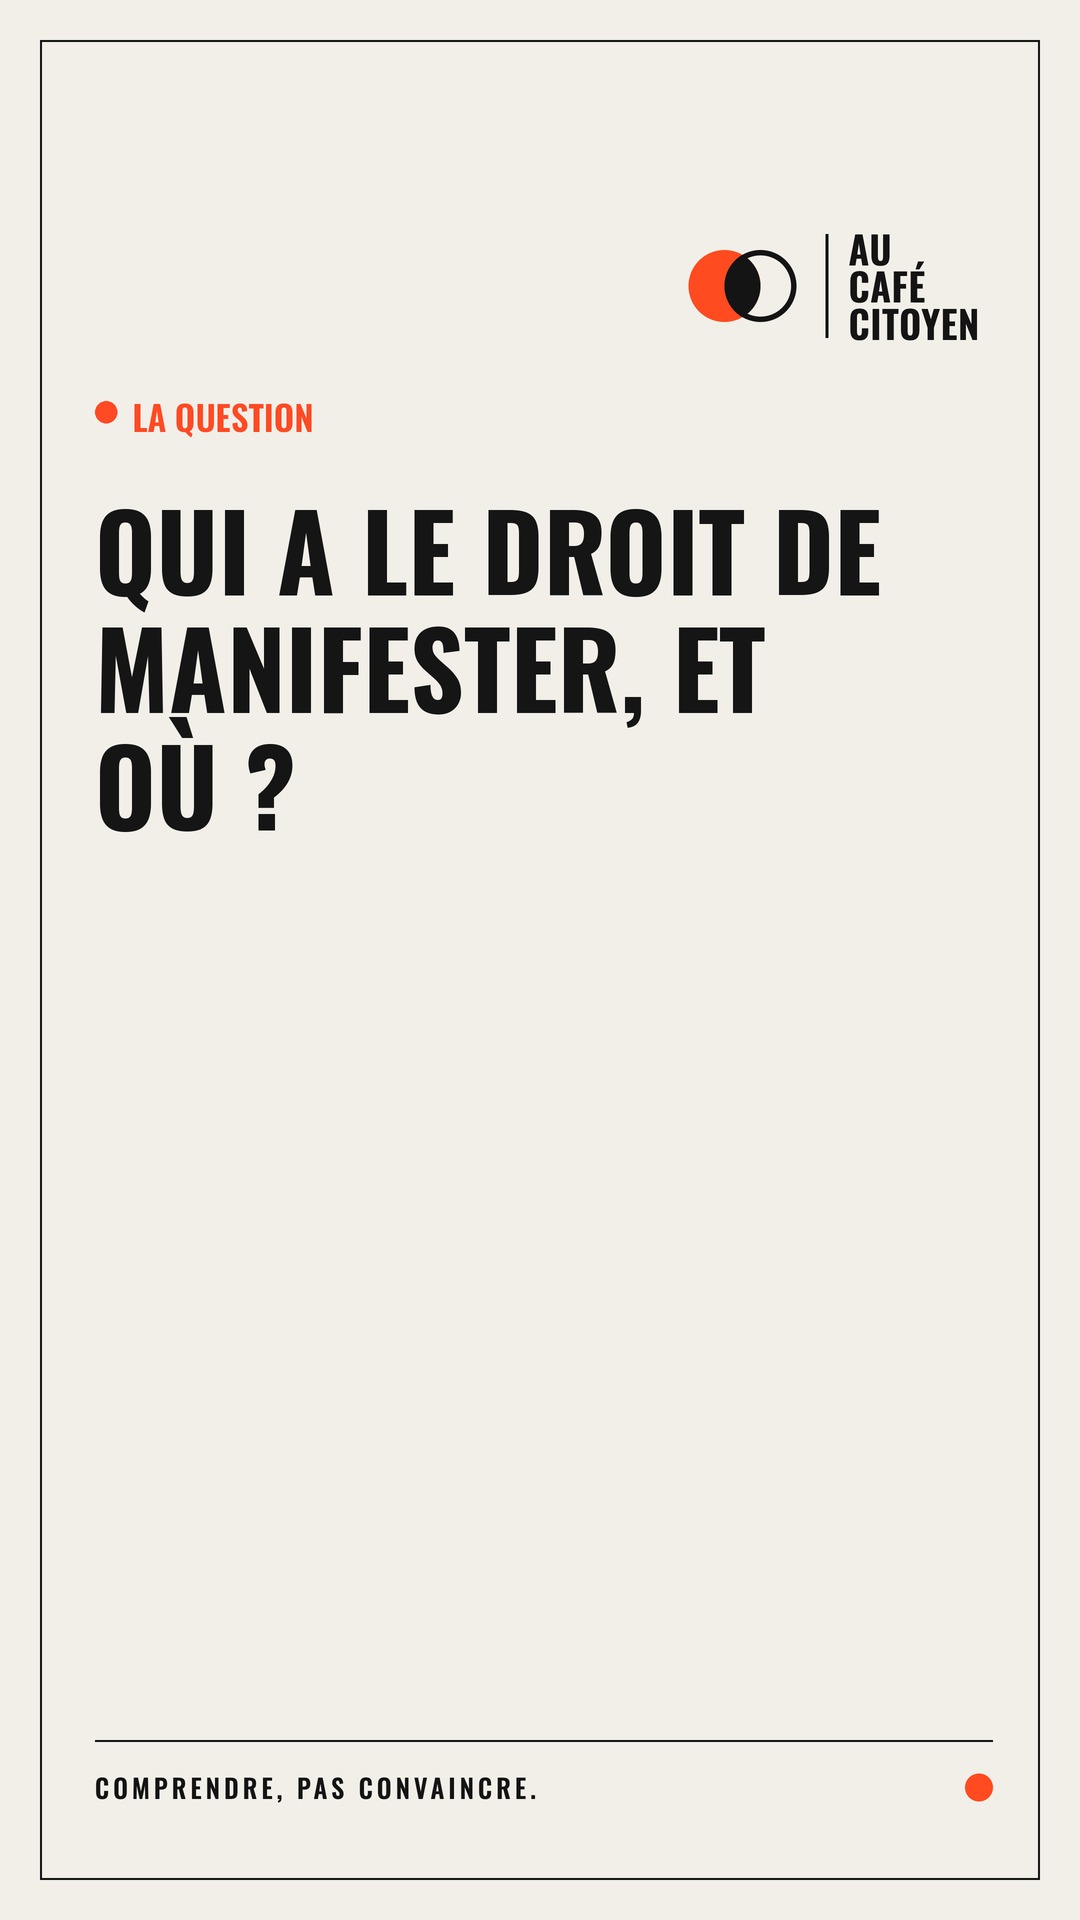 AU
CAFÉ
CITOYEN
LA QUESTION
QUI A LE DROIT DE
MANIFESTER, ET
OÙ ?
COMPRENDRE, PAS CONVAINCRE.